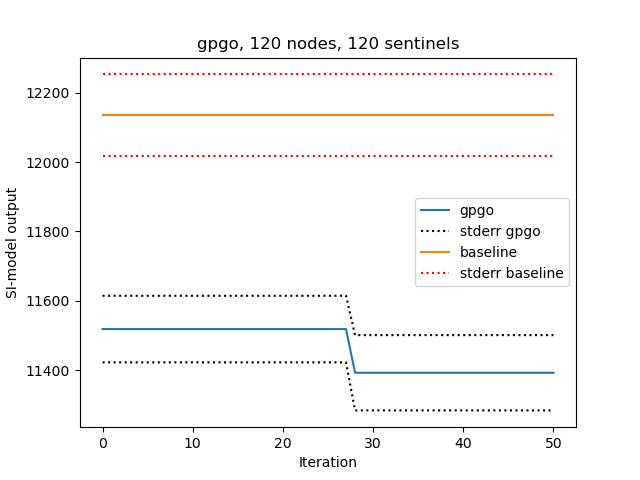 gpgo, 120 nodes, 120 sentinels
SI-model output
12200
12000
11800
11600
11400
gpgo
stderr gpgo
baseline
stderr baseline
0 10 20 30 40 50
Iteration